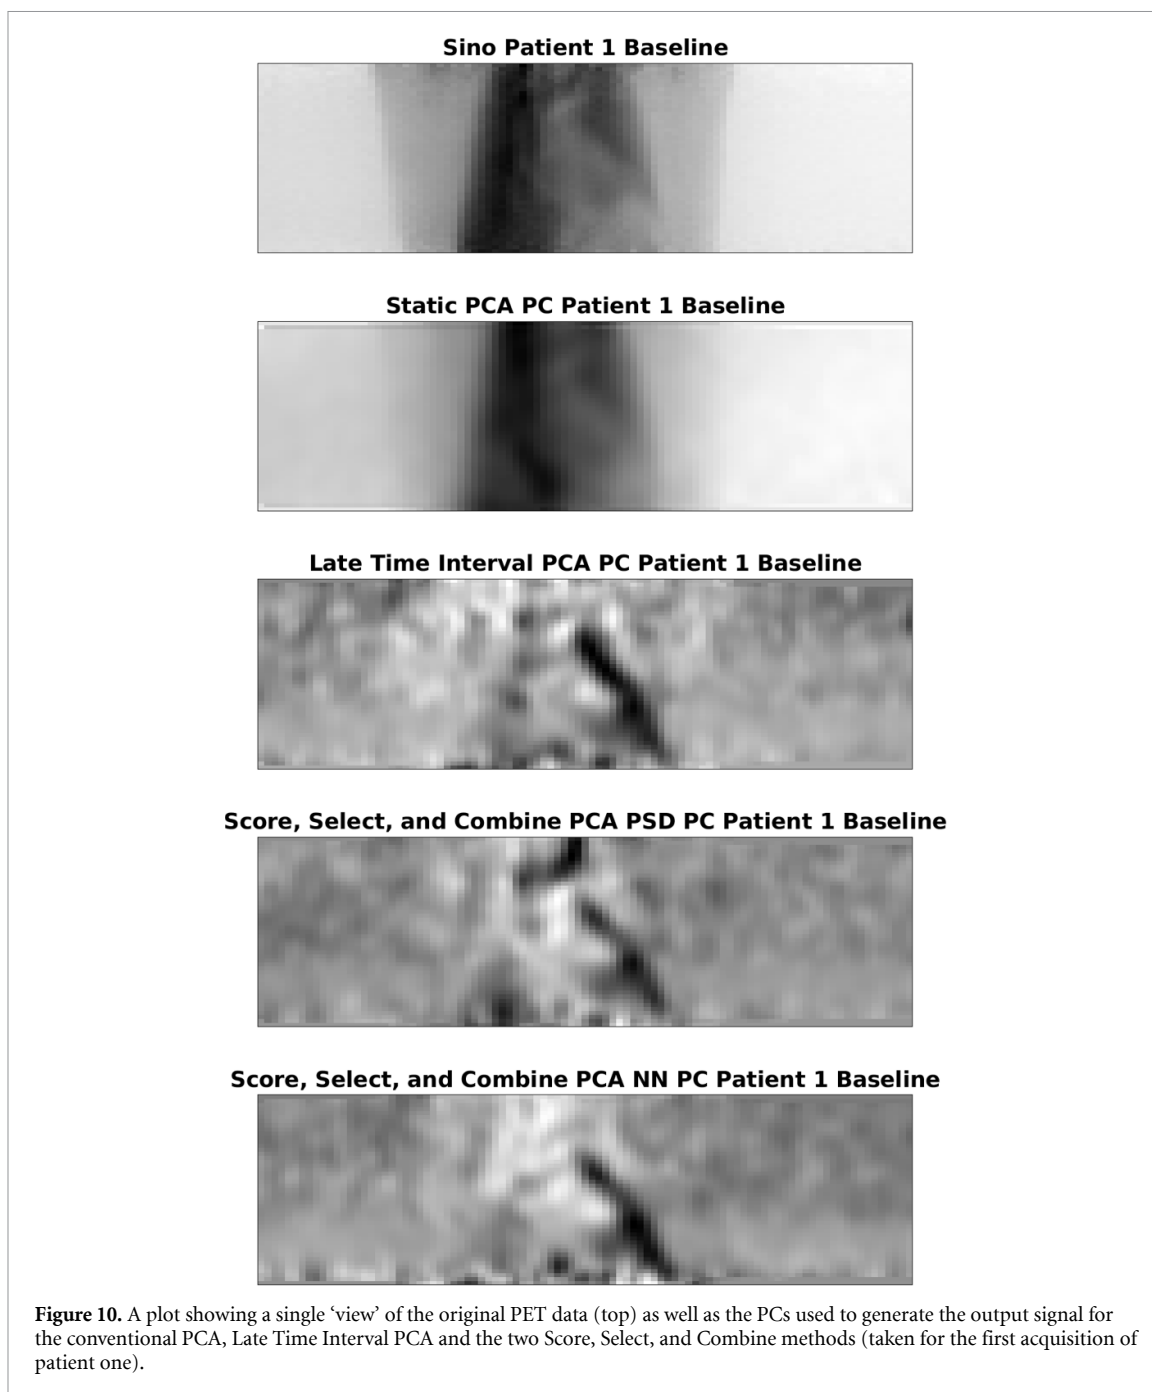 Sino Patient 1 Baseline
Static PCA PC Patient 1 Baseline
Late Time Interval PCA PC Patient 1 Baseline
Score, Select, and Combine PCA PSD PC Patient 1 Baseline
Score, Select, and Combine PCA NN PC Patient 1 Baseline
Figure 10. A plot showing a single ‘view’ of the original PET data (top) as well as the PCs used to generate the output signal for
the conventional PCA, Late Time Interval PCA and the two Score, Select, and Combine methods (taken for the first acquisition of
patient one).